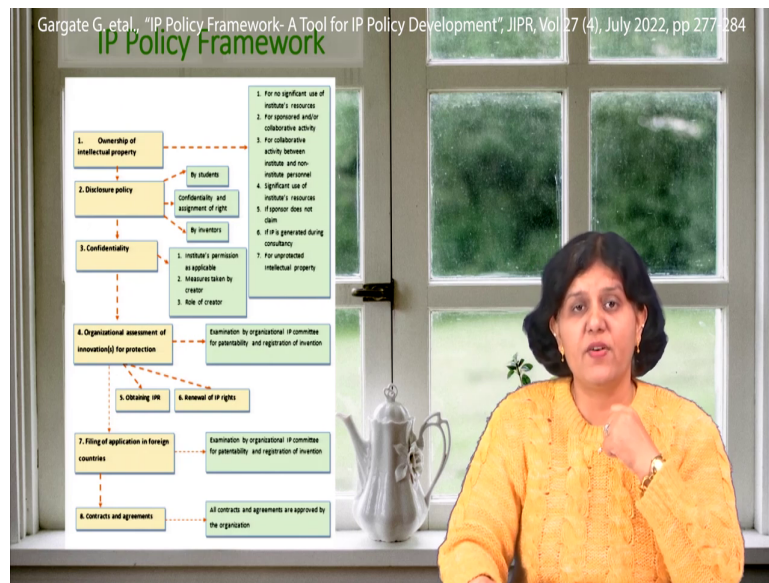 Gargate G. etal., "IP Policy Framework- A Tool for IP Policy Development", JIPR, Vol 27 (4), July 2022, pp 277-284
IP Policy Framework
1. Ownership of
intellectual property
1. For no significant use of
institute's resources
2. For sponsored and/or
collaborative activity
3. For collaborative
activity between
institute and non-
institute personnel
4. Significant use of
institute's resources
5. If sponsor does not
claim
6. If IP is generated during
consultancy
7. For unprotected
Intellectual property
2. Disclosure policy
By students
Confidentiality and
assignment of right
By inventors
3. Confidentiality
1. Institute's permission
as applicable
2. Measures taken by
creator
3. Role of creator
4. Organizational assessment of
innovation(s) for protection
Examination by organizational IP committee
for patentability and registration of invention
5. Obtaining IPR
6. Renewal of IP rights
7. Filing of application in foreign
countries
Examination by organizational IP committee
for patentability and registration of invention
8. Contracts and agreements
All contracts and agreements are approved by
the organization